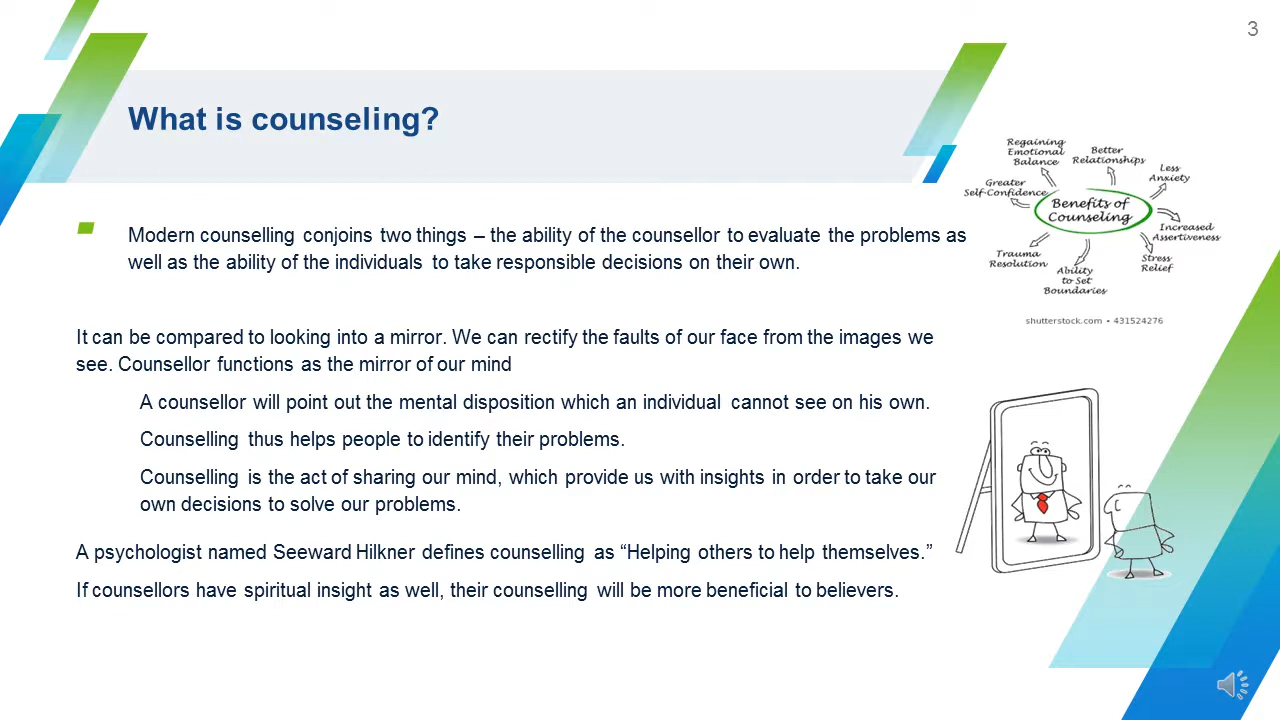 3
What is counseling?
Modern counselling conjoins two things – the ability of the counsellor to evaluate the problems as
well as the ability of the individuals to take responsible decisions on their own.
It can be compared to looking into a mirror. We can rectify the faults of our face from the images we
see. Counsellor functions as the mirror of our mind
A counsellor will point out the mental disposition which an individual cannot see on his own.
Counselling thus helps people to identify their problems.
Counselling is the act of sharing our mind, which provide us with insights in order to take our
own decisions to solve our problems.
A psychologist named Seeward Hilkner defines counselling as “Helping others to help themselves.”
If counsellors have spiritual insight as well, their counselling will be more beneficial to believers.
Regaining
Emotional
Balance
Better
Relationships
Less
Anxiety
Greater
Self-Confidence
Benefits of
Counseling
Increased
Assertiveness
Trauma
Resolution
Ability
to Set
Boundaries
Stress
Relief
shutterstock.com • 431524276